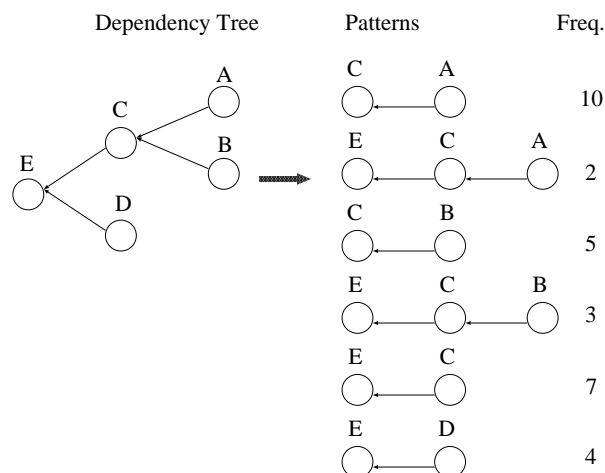 Dependency Tree Patterns Freq.
A
C
B
E
D
C A 10
E C A 2
C B 5
E C B 3
E C 7
E D 4